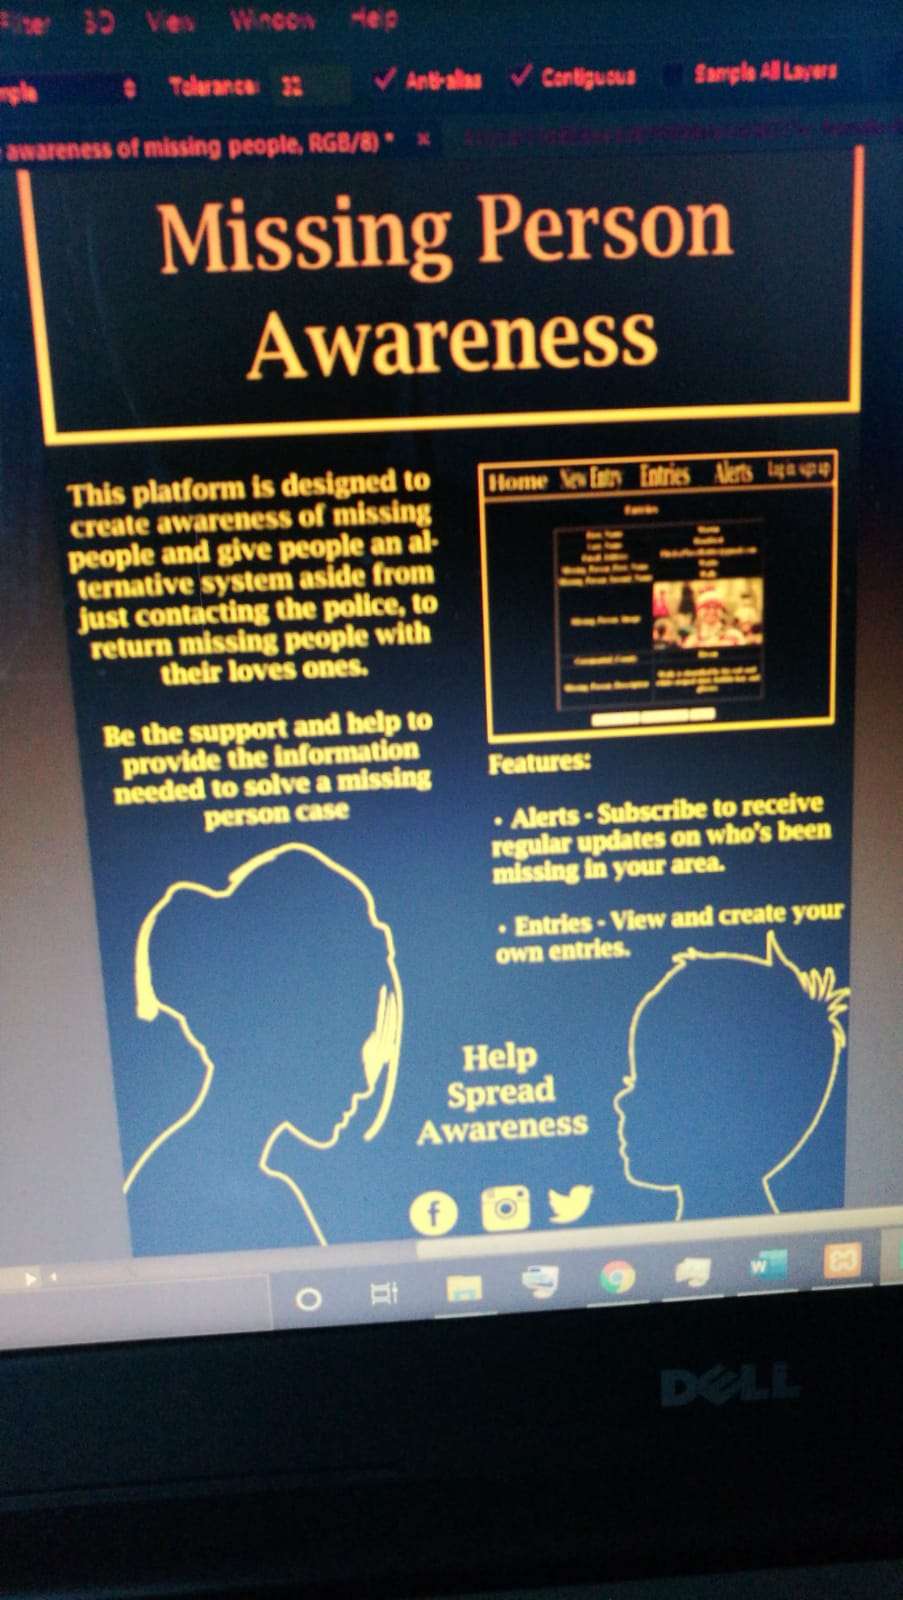 3D View Window Help
Tolerance: 32 Anti-alias Contiguous Sample All Layers
awareness of missing people, RGB/8) * x
Missing Person
Awareness
This platform is designed to
create awareness of missing
people and give people an al-
ternative system aside from
just contacting the police, to
return missing people with
their loves ones.
Be the support and help to
provide the information
needed to solve a missing
person case
Home New Entry Entries Alerts Log in/sign up
Entries
Features:
• Alerts - Subscribe to receive
regular updates on who's been
missing in your area.
• Entries - View and create your
own entries.
Help
Spread
Awareness
f
W
DELL